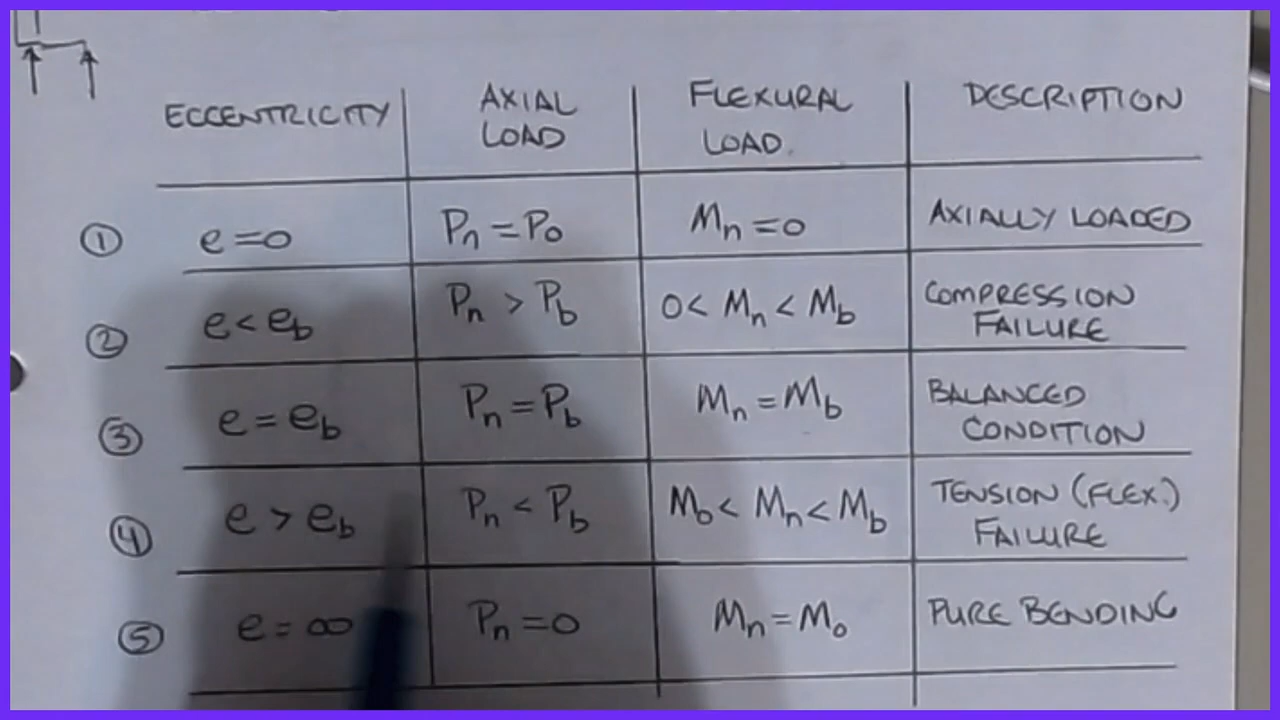 ECCENTRICITY AXIAL LOAD FLEXURAL LOAD. DESCRIPTION
① e=0 Pn=Po Mn=0 AXIALLY LOADED
② e<eb Pn>Pb 0<Mn<Mb COMPRESSION FAILURE
③ e=eb Pn=Pb Mn=Mb BALANCED CONDITION
④ e>eb Pn<Pb Mo<Mn<Mb TENSION (FLEX.) FAILURE
⑤ e=∞ Pn=0 Mn=Mo PURE BENDING